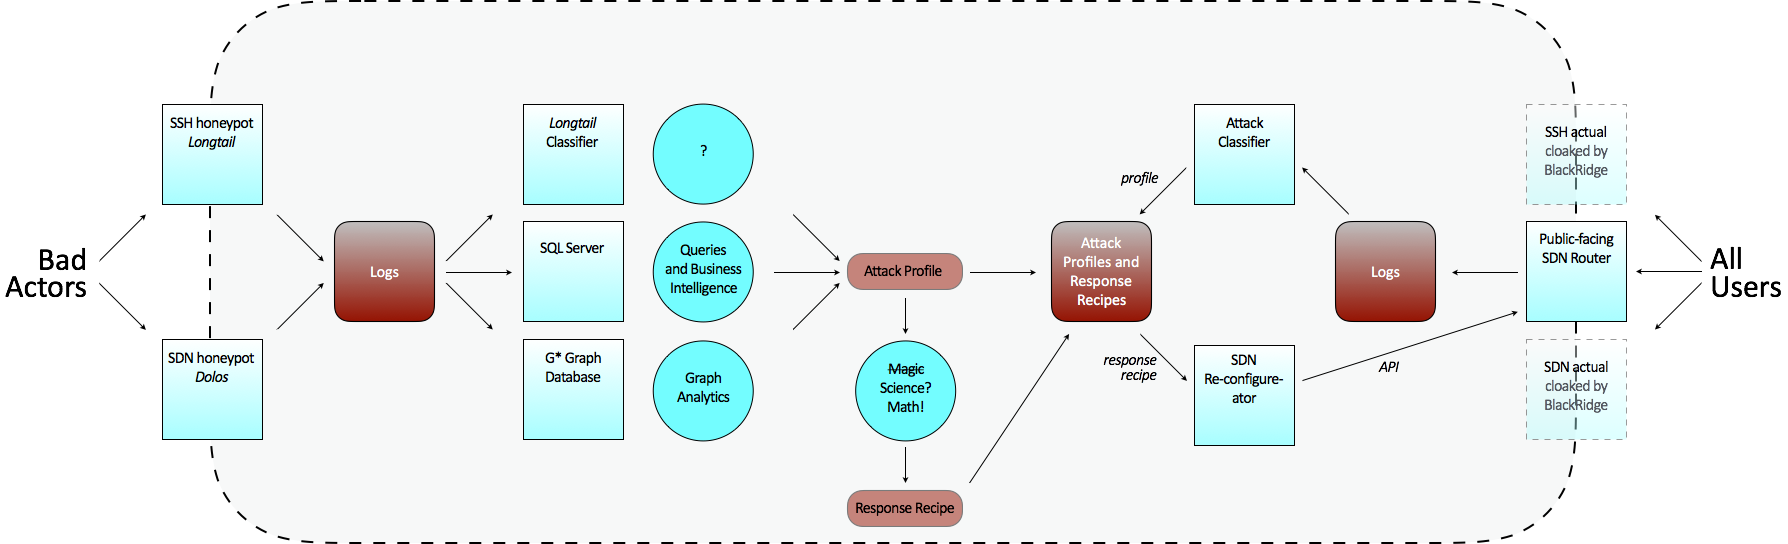 Bad
Actors
SSH honeypot
Longtail
SDN honeypot
Dolos
Logs
Longtail
Classifier
?
SQL Server
Queries
and Business
Intelligence
G* Graph
Database
Graph
Analytics
Attack Profile
Magic
Science?
Math!
Response Recipe
Attack
Profiles and
Response
Recipes
profile
Attack
Classifier
response
recipe
SDN
Re-configure-
ator
API
Logs
SSH actual
cloaked by
BlackRidge
Public-facing
SDN Router
SDN actual
cloaked by
BlackRidge
All
Users